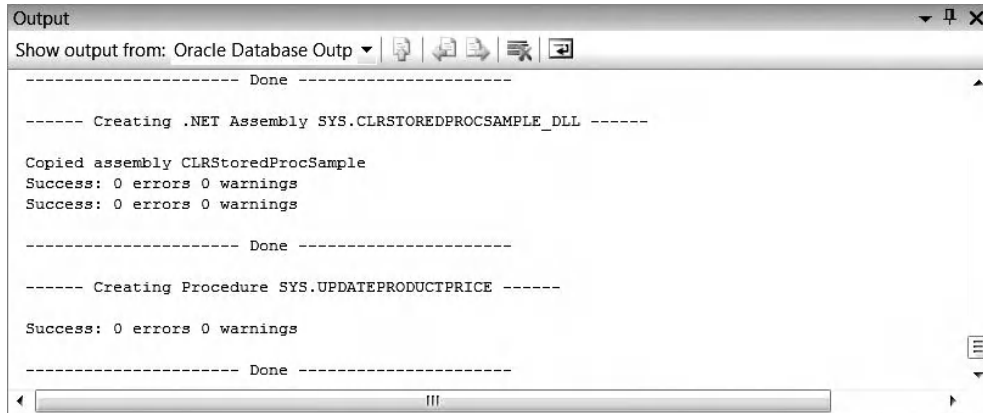 Output
Show output from: Oracle Database Outp
---------------------- Done ----------------------
------ Creating .NET Assembly SYS.CLRSTOREDPROCSAMPLE_DLL ------
Copied assembly CLRStoredProcSample
Success: 0 errors 0 warnings
Success: 0 errors 0 warnings
---------------------- Done ----------------------
------ Creating Procedure SYS.UPDATEPRODUCTPRICE ------
Success: 0 errors 0 warnings
---------------------- Done ----------------------